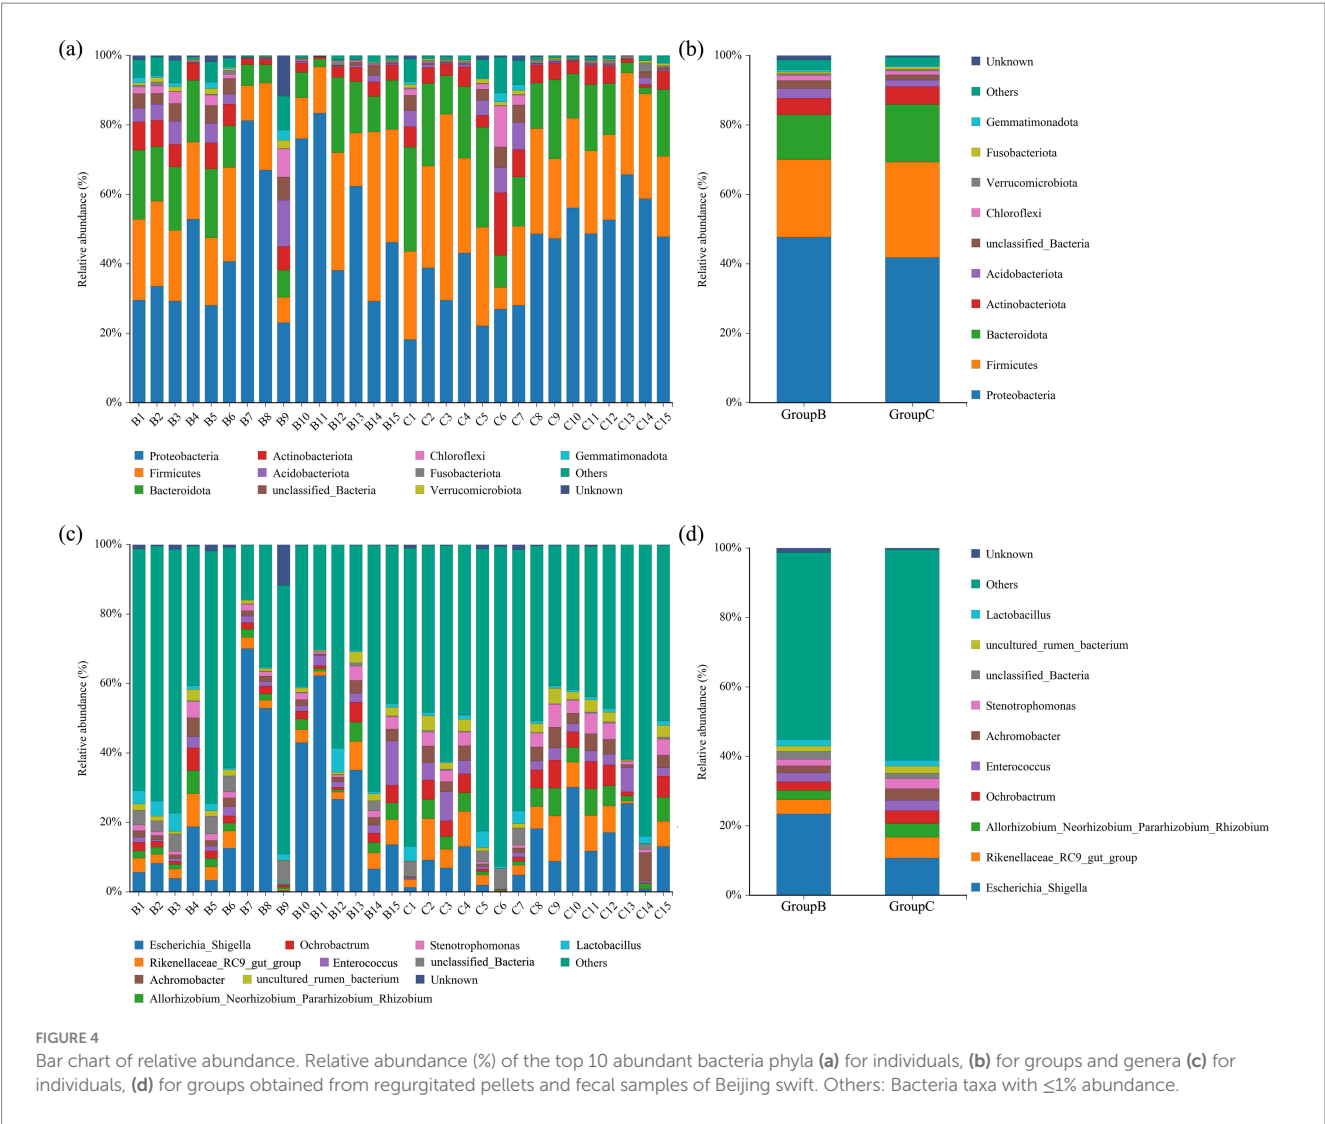 (a)
100%
80%
60%
40%
20%
0%
Relative abundance (%)
B1 B2 B3 B4 B5 B6 B7 B8 B9 B10 B11 B12 B13 B14 B15 C1 C2 C3 C4 C5 C6 C7 C8 C9 C10 C11 C12 C13 C14 C15
Proteobacteria Actinobacteriota Chloroflexi Gemmatimonadota
Firmicutes Acidobacteriota Fusobacteriota Others
Bacteroidota unclassified_Bacteria Verrucomicrobiota Unknown
(b)
100%
80%
60%
40%
20%
0%
Relative abundance (%)
GroupB GroupC
Unknown
Others
Gemmatimonadota
Fusobacteriota
Verrucomicrobiota
Chloroflexi
unclassified_Bacteria
Acidobacteriota
Actinobacteriota
Bacteroidota
Firmicutes
Proteobacteria
(c)
100%
80%
60%
40%
20%
0%
Relative abundance (%)
B1 B2 B3 B4 B5 B6 B7 B8 B9 B10 B11 B12 B13 B14 B15 C1 C2 C3 C4 C5 C6 C7 C8 C9 C10 C11 C12 C13 C14 C15
Escherichia_Shigella Ochrobactrum Stenotrophomonas Lactobacillus
Rikenellaceae_RC9_gut_group Enterococcus unclassified_Bacteria Others
Achromobacter uncultured_rumen_bacterium Unknown
Allorhizobium_Neorhizobium_Pararhizobium_Rhizobium
(d)
100%
80%
60%
40%
20%
0%
Relative abundance (%)
GroupB GroupC
Unknown
Others
Lactobacillus
uncultured_rumen_bacterium
unclassified_Bacteria
Stenotrophomonas
Achromobacter
Enterococcus
Ochrobactrum
Allorhizobium_Neorhizobium_Pararhizobium_Rhizobium
Rikenellaceae_RC9_gut_group
Escherichia_Shigella
FIGURE 4
Bar chart of relative abundance. Relative abundance (%) of the top 10 abundant bacteria phyla (a) for individuals, (b) for groups and genera (c) for
individuals, (d) for groups obtained from regurgitated pellets and fecal samples of Beijing swift. Others: Bacteria taxa with ≤1% abundance.